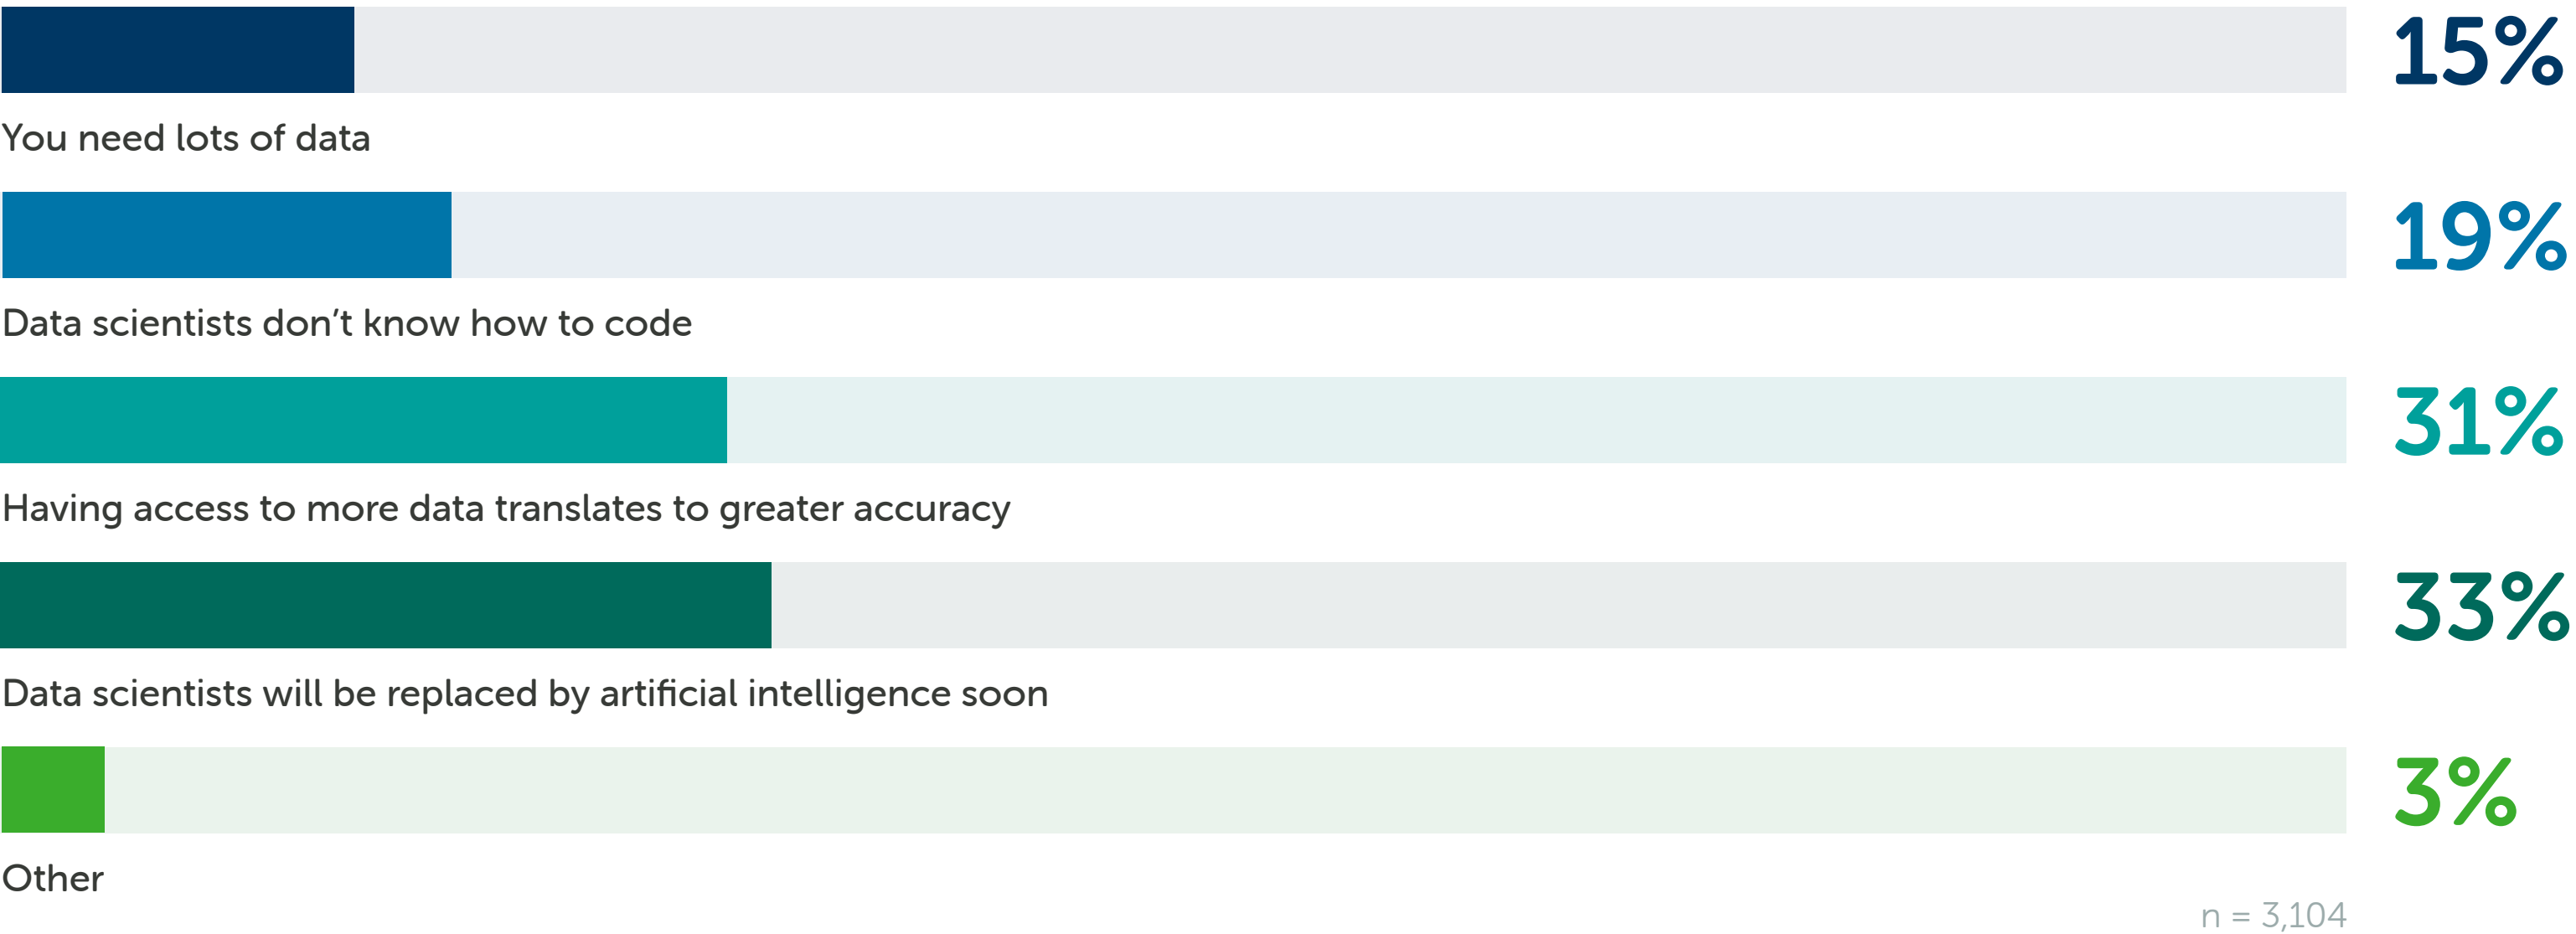 15%
You need lots of data
19%
Data scientists don’t know how to code
31%
Having access to more data translates to greater accuracy
33%
Data scientists will be replaced by artificial intelligence soon
3%
Other
n = 3,104